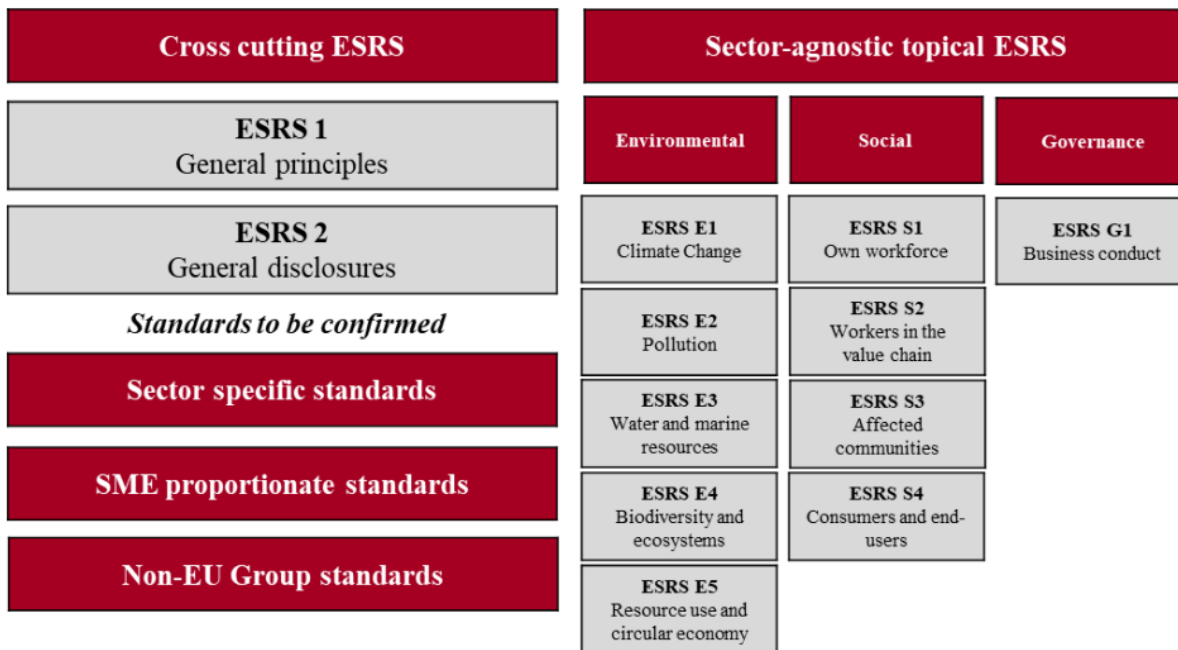 Cross cutting ESRS
ESRS 1
General principles
ESRS 2
General disclosures
Standards to be confirmed
Sector specific standards
SME proportionate standards
Non-EU Group standards
Sector-agnostic topical ESRS
Environmental
ESRS E1
Climate Change
ESRS E2
Pollution
ESRS E3
Water and marine
resources
ESRS E4
Biodiversity and
ecosystems
ESRS E5
Resource use and
circular economy
Social
ESRS S1
Own workforce
ESRS S2
Workers in the
value chain
ESRS S3
Affected
communities
ESRS S4
Consumers and end-
users
Governance
ESRS G1
Business conduct